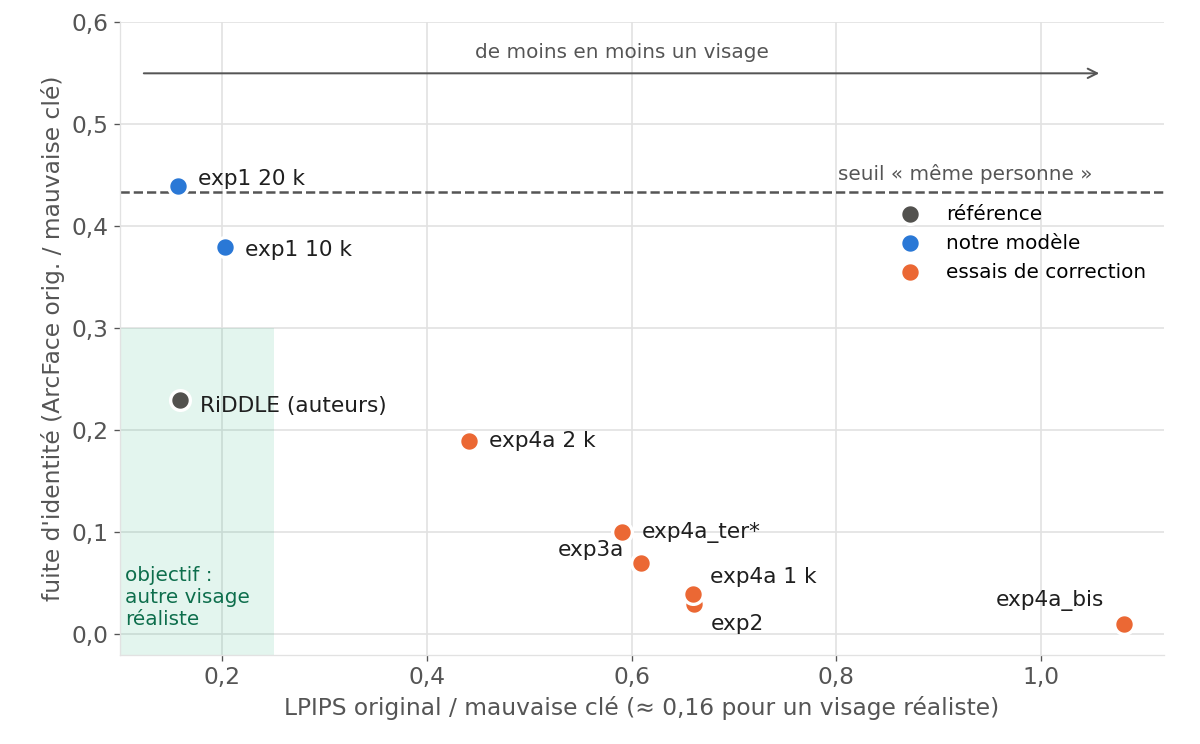 0,6
de moins en moins un visage
0,5
exp1 20 k
seuil « même personne »
référence
0,4
exp1 10 k
notre modèle
essais de correction
0,3
RiDDLE (auteurs)
0,2
exp4a 2 k
0,1
exp4a_ter*
exp3a
objectif :
autre visage
réaliste
exp4a 1 k
exp4a_bis
exp2
0,0
0,2
0,4
0,6
0,8
1,0
LPIPS original / mauvaise clé (≈ 0,16 pour un visage réaliste)
fuite d'identité (ArcFace orig. / mauvaise clé)